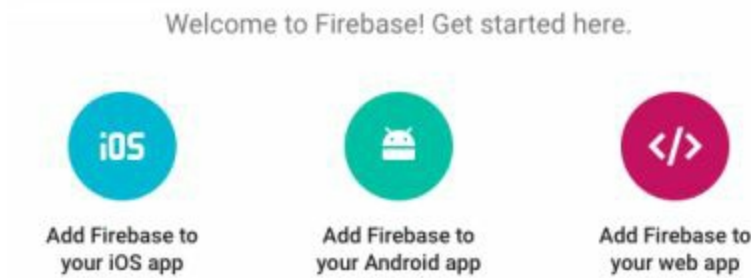 Welcome to Firebase! Get started here.
iOS
</>
Add Firebase to
your iOS app
Add Firebase to
your Android app
Add Firebase to
your web app